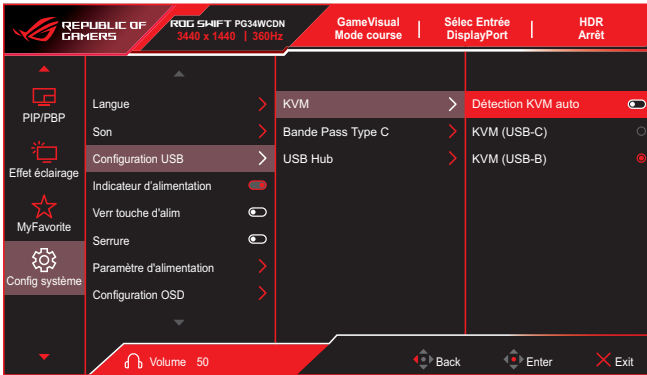 REPUBLIC OF
GAMERS
ROG SWIFT PG34WCDN
3440 x 1440 | 360Hz
GameVisual
Mode course
Sélec Entrée
DisplayPort
HDR
Arrêt
PIP/PBP
Effet éclairage
MyFavorite
Config système
Langue
Son
Configuration USB
Indicateur d'alimentation
Verr touche d'alim
Serrure
Paramètre d'alimentation
Configuration OSD
KVM
Bande Pass Type C
USB Hub
Détection KVM auto
KVM (USB-C)
KVM (USB-B)
Volume 50
Back
Enter
Exit